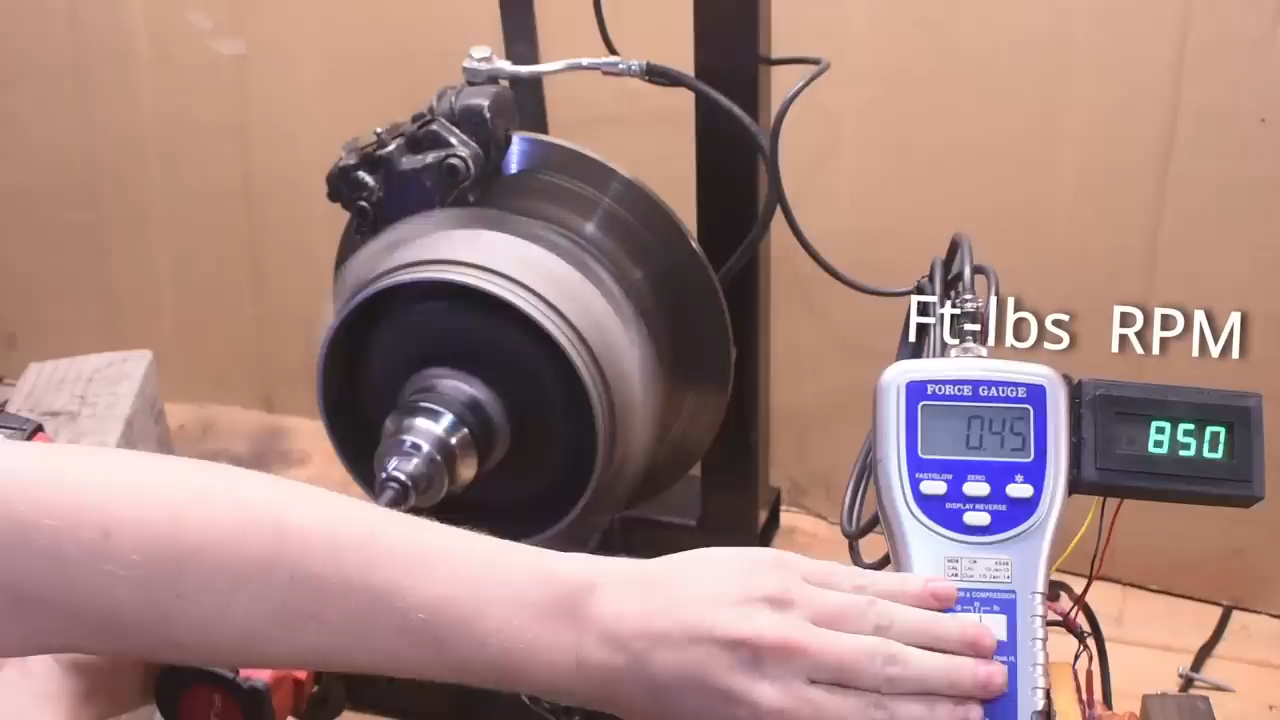 Ft-lbs RPM
FORCE GAUGE
0.45
850
FAST/SLOW ZERO
DISPLAY REVERSE